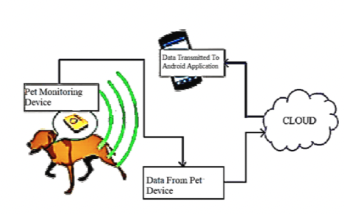 Data Transmitted To
Android Application
Pet Monitoring
Device
CLOUD
Data From Pet
Device